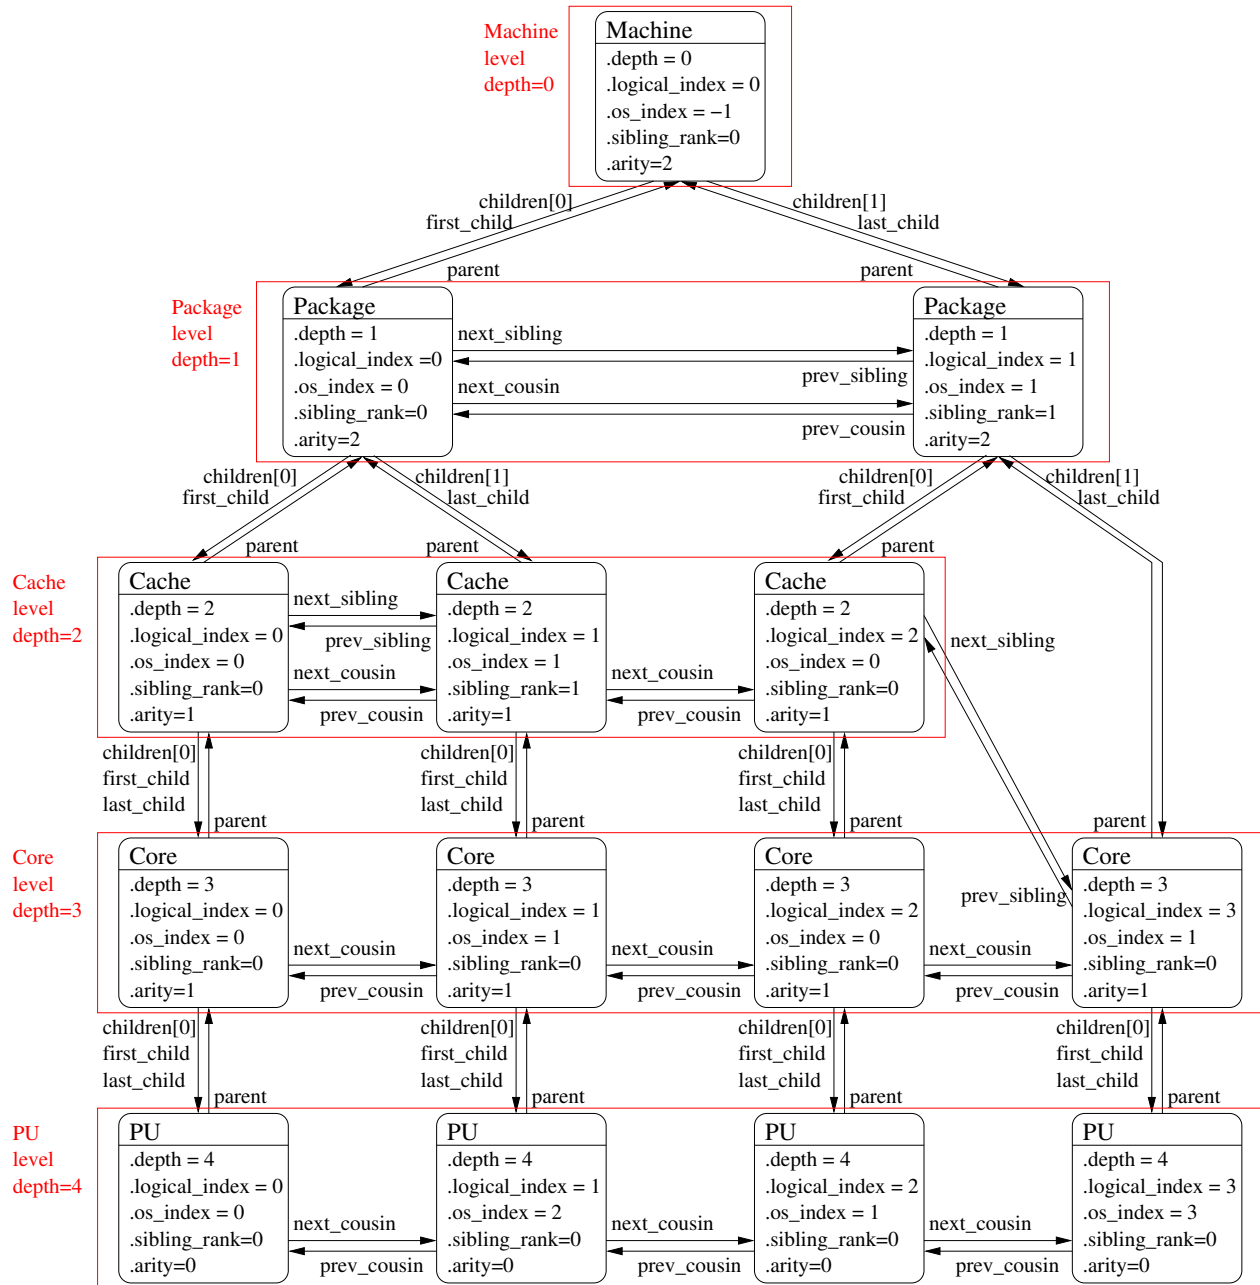 Machine
level
depth=0
Machine
.depth = 0
.logical_index = 0
.os_index = −1
.sibling_rank=0
.arity=2
children[0]
first_child
children[1]
last_child
parent
parent
Package
level
depth=1
Package
.depth = 1
.logical_index =0
.os_index = 0
.sibling_rank=0
.arity=2
next_sibling
prev_sibling
next_cousin
prev_cousin
Package
.depth = 1
.logical_index = 1
.os_index = 1
.sibling_rank=1
.arity=2
children[0]
first_child
children[1]
last_child
children[0]
first_child
children[1]
last_child
parent
parent
parent
Cache
level
depth=2
Cache
.depth = 2
.logical_index = 0
.os_index = 0
.sibling_rank=0
.arity=1
next_sibling
prev_sibling
next_cousin
prev_cousin
Cache
.depth = 2
.logical_index = 1
.os_index = 1
.sibling_rank=1
.arity=1
next_cousin
prev_cousin
Cache
.depth = 2
.logical_index = 2
.os_index = 0
.sibling_rank=0
.arity=1
next_sibling
children[0]
first_child
last_child
parent
children[0]
first_child
last_child
parent
children[0]
first_child
last_child
parent
parent
Core
level
depth=3
Core
.depth = 3
.logical_index = 0
.os_index = 0
.sibling_rank=0
.arity=1
next_cousin
prev_cousin
Core
.depth = 3
.logical_index = 1
.os_index = 1
.sibling_rank=0
.arity=1
next_cousin
prev_cousin
Core
.depth = 3
.logical_index = 2
.os_index = 0
.sibling_rank=0
.arity=1
prev_sibling
next_cousin
prev_cousin
Core
.depth = 3
.logical_index = 3
.os_index = 1
.sibling_rank=0
.arity=1
children[0]
first_child
last_child
parent
children[0]
first_child
last_child
parent
children[0]
first_child
last_child
parent
children[0]
first_child
last_child
parent
PU
level
depth=4
PU
.depth = 4
.logical_index = 0
.os_index = 0
.sibling_rank=0
.arity=0
next_cousin
prev_cousin
PU
.depth = 4
.logical_index = 1
.os_index = 2
.sibling_rank=0
.arity=0
next_cousin
prev_cousin
PU
.depth = 4
.logical_index = 2
.os_index = 1
.sibling_rank=0
.arity=0
next_cousin
prev_cousin
PU
.depth = 4
.logical_index = 3
.os_index = 3
.sibling_rank=0
.arity=0